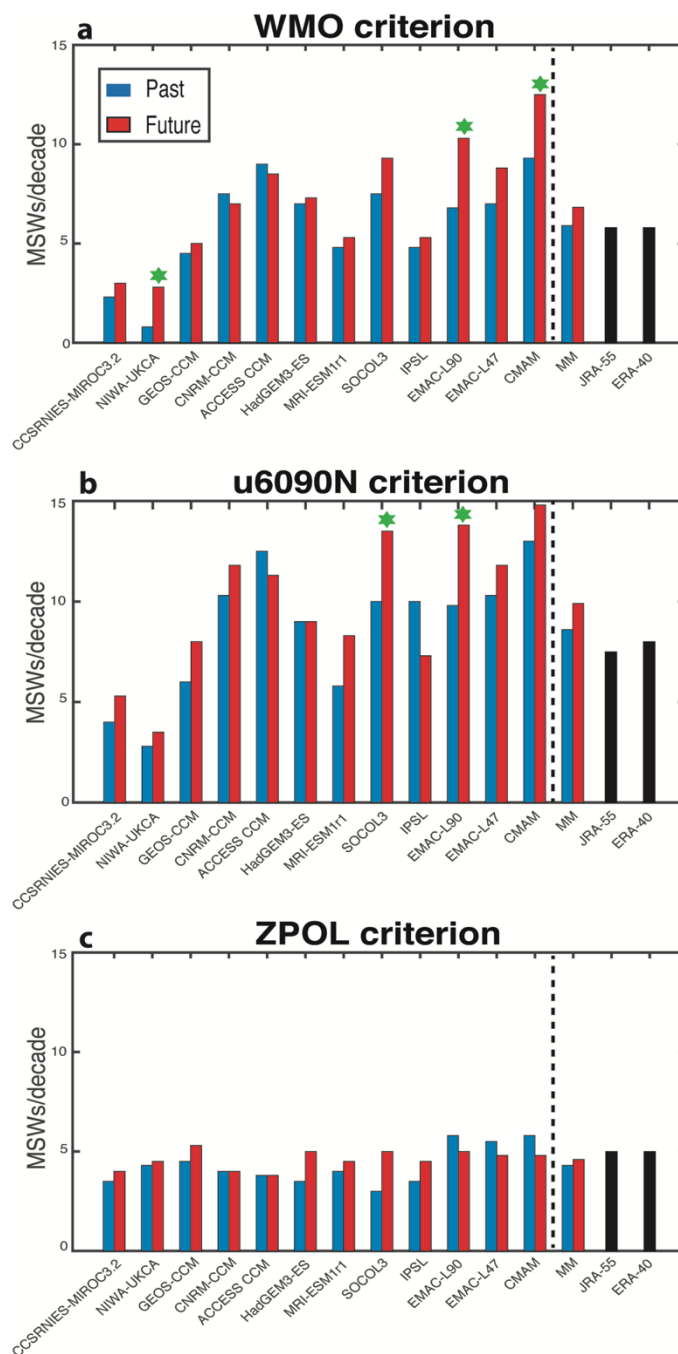 a
WMO criterion
15
10
5
0
MSWs/decade
Past
Future
CCSRNIES-MIROC3.2
NIWA-UKCA
GEOS-CCM
CNRM-CCM
ACCESS CCM
HadGEM3-ES
MRI-ESM1r1
SOCOL3
IPSL
EMAC-L90
EMAC-L47
CMAM
MM
JRA-55
ERA-40
b
u6090N criterion
15
10
5
0
MSWs/decade
CCSRNIES-MIROC3.2
NIWA-UKCA
GEOS-CCM
CNRM-CCM
ACCESS CCM
HadGEM3-ES
MRI-ESM1r1
SOCOL3
IPSL
EMAC-L90
EMAC-L47
CMAM
MM
JRA-55
ERA-40
c
ZPOL criterion
15
10
5
0
MSWs/decade
CCSRNIES-MIROC3.2
NIWA-UKCA
GEOS-CCM
CNRM-CCM
ACCESS CCM
HadGEM3-ES
MRI-ESM1r1
SOCOL3
IPSL
EMAC-L90
EMAC-L47
CMAM
MM
JRA-55
ERA-40